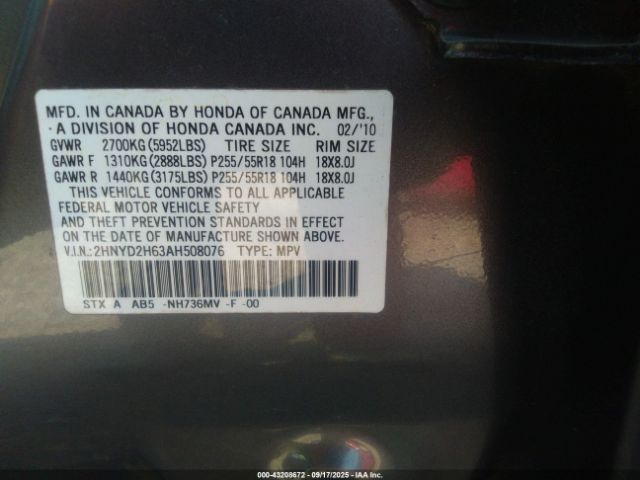 MFD. IN CANADA BY HONDA OF CANADA MFG.,
A DIVISION OF HONDA CANADA INC. 02/'10
GVWR 2700KG(5952LBS) TIRE SIZE RIM SIZE
GAWR F 1310KG(2888LBS) P255/55R18 104H 18X8.0J
GAWR R 1440KG(3175LBS) P255/55R18 104H 18X8.0J
THIS VEHICLE CONFORMS TO ALL APPLICABLE
FEDERAL MOTOR VEHICLE SAFETY
AND THEFT PREVENTION STANDARDS IN EFFECT
ON THE DATE OF MANUFACTURE SHOWN ABOVE.
V.I.N.:2HNYD2H63AH508076 TYPE: MPV
STX A AB5 -NH736MV -F -00
000-43208672 - 09/17/2025 - IAA Inc.